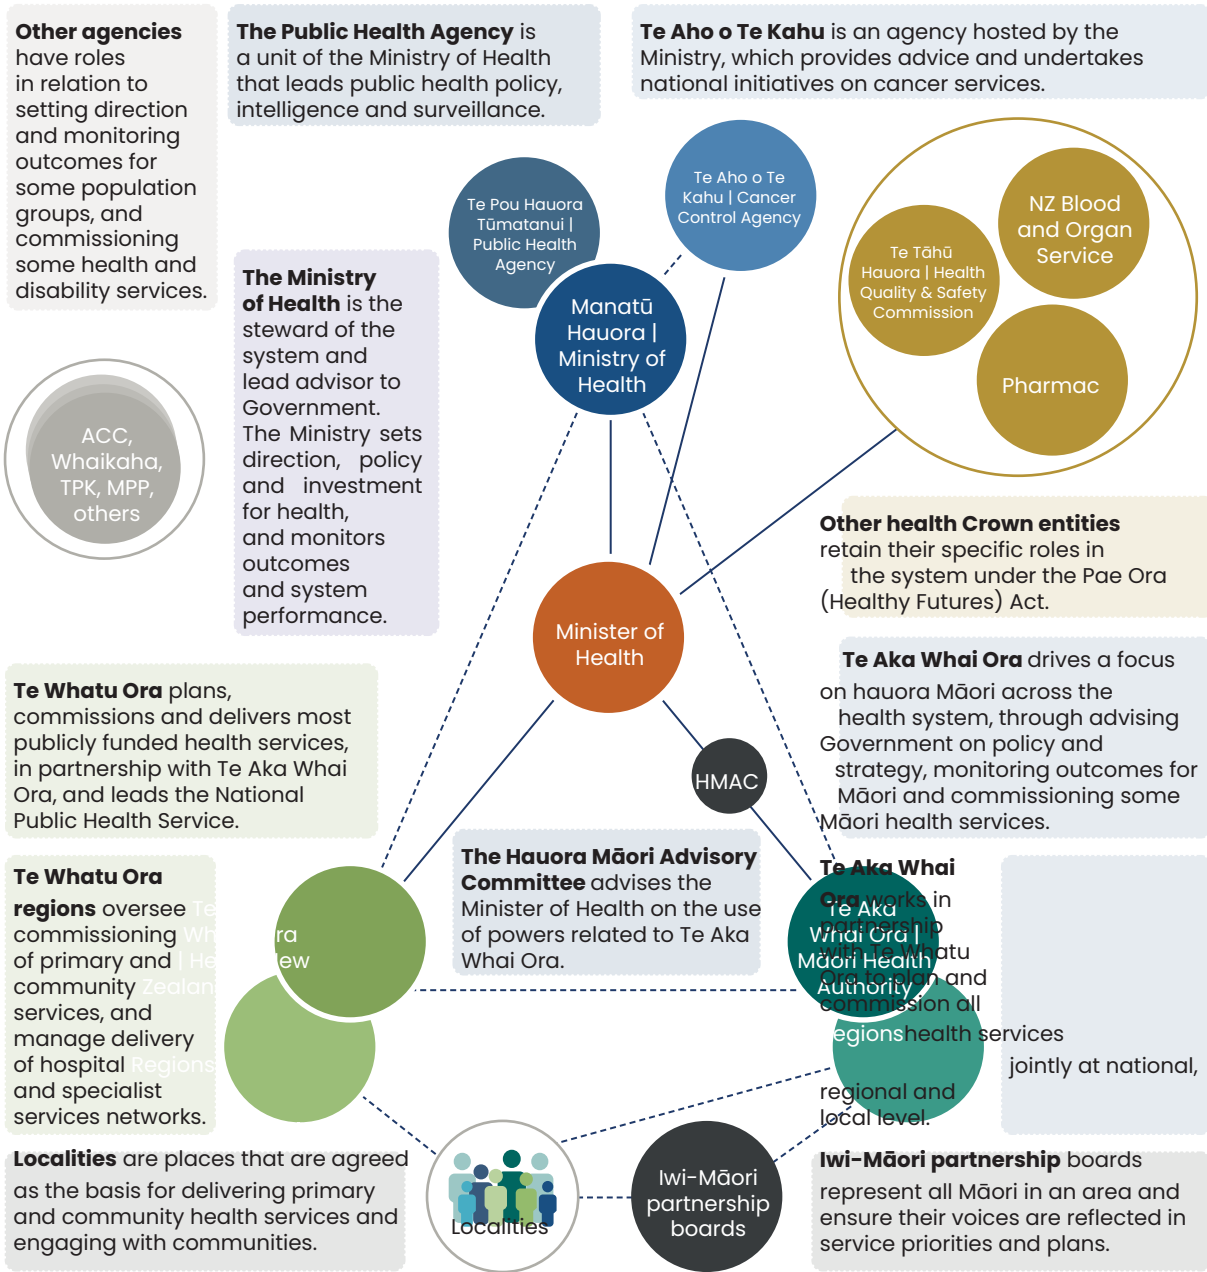 Other agencies
have roles
in relation to
setting direction
and monitoring
outcomes for
some population
groups, and
commissioning
some health and
disability services.
The Public Health Agency is
a unit of the Ministry of Health
that leads public health policy,
intelligence and surveillance.
Te Aho o Te Kahu is an agency hosted by the
Ministry, which provides advice and undertakes
national initiatives on cancer services.
Te Pou Hauora
Tūmatanui |
Public Health
Agency
Te Aho o Te
Kahu | Cancer
Control Agency
NZ Blood
and Organ
Service
Te Tāhū
Hauora | Health
Quality & Safety
Commission
Pharmac
The Ministry
of Health is the
steward of the
system and
lead advisor to
Government.
The Ministry sets
direction, policy
and investment
for health,
and monitors
outcomes
and system
performance.
Manatū
Hauora |
Ministry of
Health
ACC,
Whaikaha,
TPK, MPP,
others
Other health Crown entities
retain their specific roles in
the system under the Pae Ora
(Healthy Futures) Act.
Minister of
Health
Te Whatu Ora plans,
commissions and delivers most
publicly funded health services,
in partnership with Te Aka Whai
Ora, and leads the National
Public Health Service.
HMAC
Te Aka Whai Ora drives a focus
on hauora Māori across the
health system, through advising
Government on policy and
strategy, monitoring outcomes for
Māori and commissioning some
Māori health services.
Te Whatu Ora
regions oversee
commissioning
of primary and
community
services, and
manage delivery
of hospital
and specialist
services networks.
Te
Wh ra
| He New
Zealan
Regions
The Hauora Māori Advisory
Committee advises the
Minister of Health on the use
of powers related to Te Aka
Whai Ora.
Te Aka
Whai Ora |
Māori Health
Authority
egions
Te Aka Whai
Ora works in
partnership
with Te Whatu
Ora to plan and
commission all
health services
jointly at national,
regional and
local level.
Localities are places that are agreed
as the basis for delivering primary
and community health services and
engaging with communities.
Localities
Iwi-Māori
partnership
boards
Iwi-Māori partnership boards
represent all Māori in an area and
ensure their voices are reflected in
service priorities and plans.